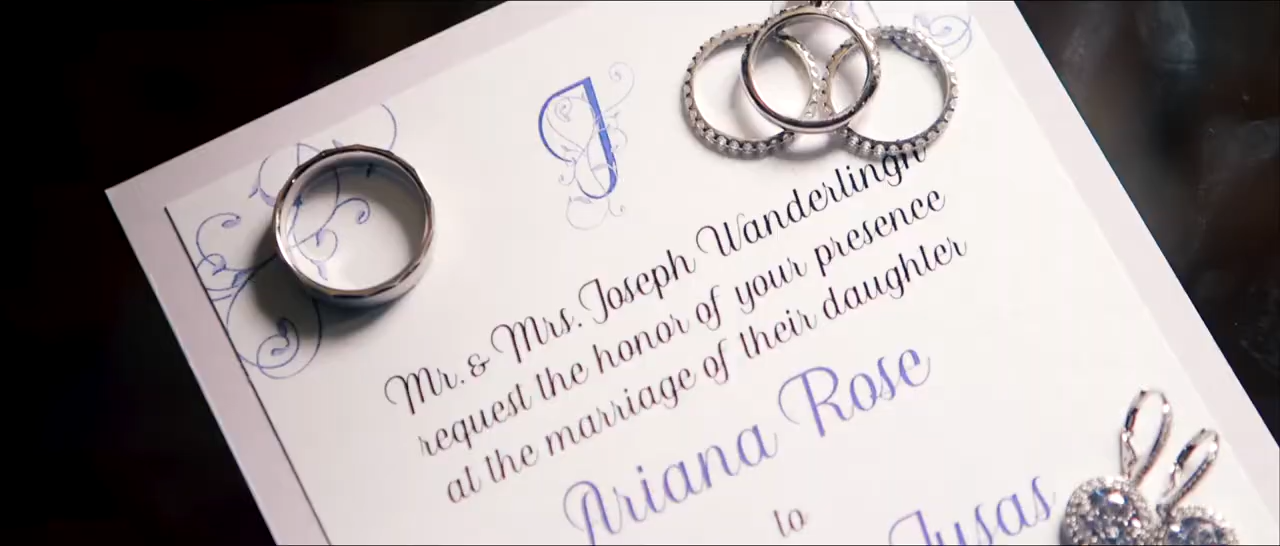 J
Mr. & Mrs. Joseph Wanderlingh
request the honor of your presence
at the marriage of their daughter
Ariana Rose
to